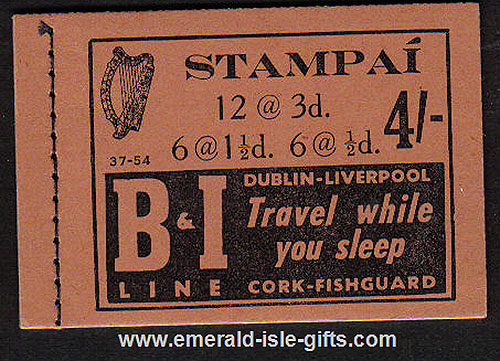 STAMPAÍ
12 @ 3d.
6 @ 1½d. 6 @ ½d. 4/-
37-54
B & I
LINE
DUBLIN-LIVERPOOL
Travel while
you sleep
CORK-FISHGUARD
www.emerald-isle-gifts.com